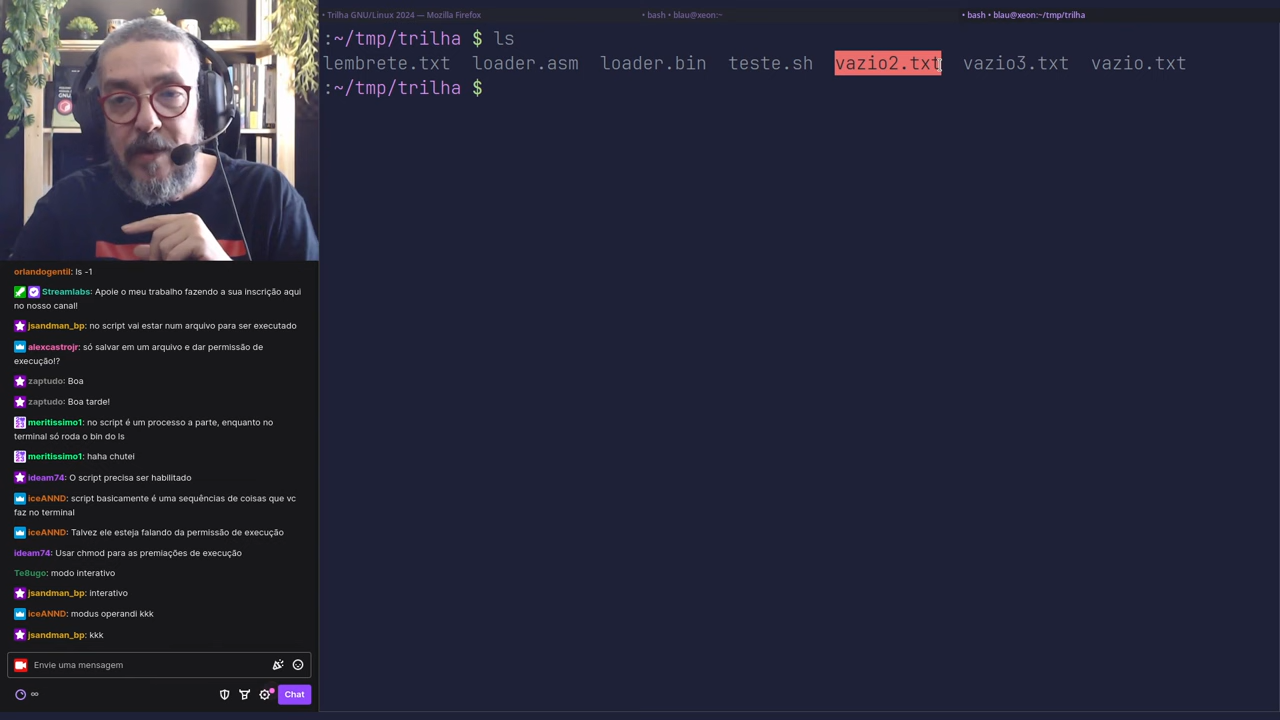 • Trilha GNU/Linux 2024 — Mozilla Firefox
• bash • blau@xeon:~
• bash • blau@xeon:~/tmp/trilha
:~/tmp/trilha $ ls
lembrete.txt loader.asm loader.bin teste.sh vazio2.txt vazio3.txt vazio.txt
:~/tmp/trilha $
orlandogentil: ls -1
Streamlabs: Apoie o meu trabalho fazendo a sua inscrição aqui
no nosso canal!
jsandman_bp: no script vai estar num arquivo para ser executado
alexcastrojr: só salvar em um arquivo e dar permissão de
execução!?
zaptudo: Boa
zaptudo: Boa tarde!
meritissimo1: no script é um processo a parte, enquanto no
terminal só roda o bin do ls
meritissimo1: haha chutei
ideam74: O script precisa ser habilitado
iceANND: script basicamente é uma sequências de coisas que vc
faz no terminal
iceANND: Talvez ele esteja falando da permissão de execução
ideam74: Usar chmod para as premiações de execução
Te8ugo: modo interativo
jsandman_bp: interativo
iceANND: modus operandi kkk
jsandman_bp: kkk
Envie uma mensagem
∞
Chat